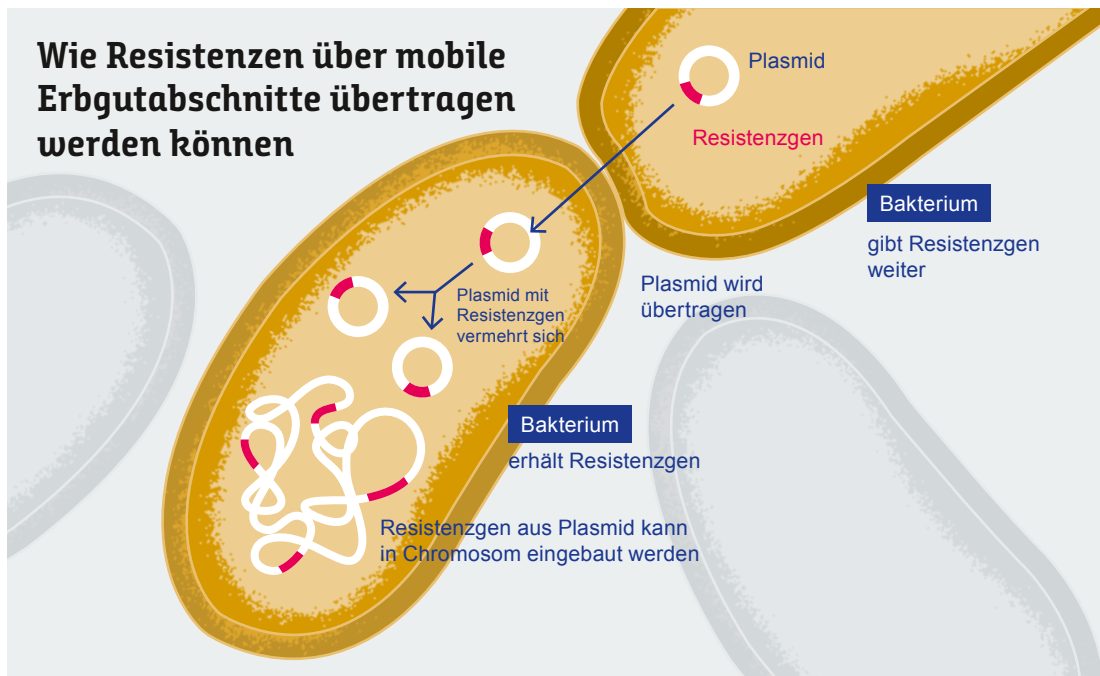 Wie Resistenzen über mobile
Erbgutabschnitte übertragen
werden können
Plasmid
Resistenzgen
Bakterium
gibt Resistenzgen
weiter
Plasmid wird
übertragen
Plasmid mit
Resistenzgen
vermehrt sich
Bakterium
erhält Resistenzgen
Resistenzgen aus Plasmid kann
in Chromosom eingebaut werden